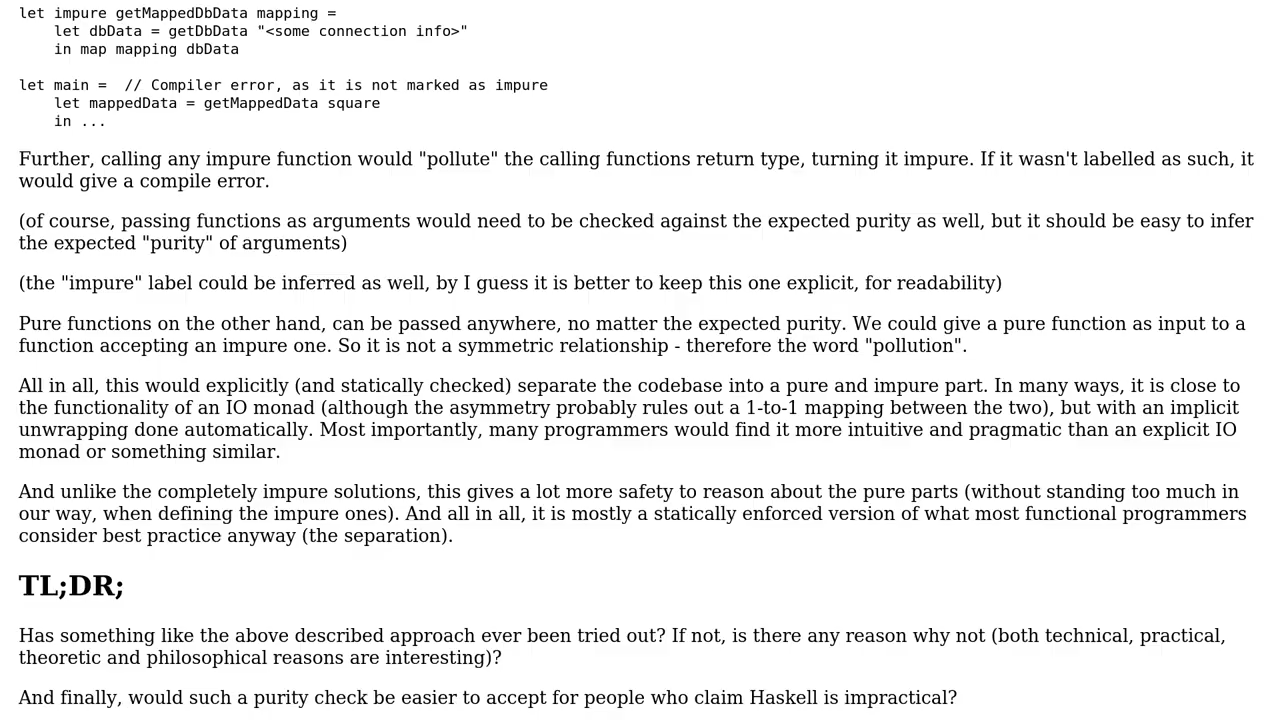 let impure getMappedDbData mapping =
    let dbData = getDbData "<some connection info>"
    in map mapping dbData
let main =  // Compiler error, as it is not marked as impure
    let mappedData = getMappedData square
    in ...
Further, calling any impure function would "pollute" the calling functions return type, turning it impure. If it wasn't labelled as such, it
would give a compile error.
(of course, passing functions as arguments would need to be checked against the expected purity as well, but it should be easy to infer
the expected "purity" of arguments)
(the "impure" label could be inferred as well, by I guess it is better to keep this one explicit, for readability)
Pure functions on the other hand, can be passed anywhere, no matter the expected purity. We could give a pure function as input to a
function accepting an impure one. So it is not a symmetric relationship - therefore the word "pollution".
All in all, this would explicitly (and statically checked) separate the codebase into a pure and impure part. In many ways, it is close to
the functionality of an IO monad (although the asymmetry probably rules out a 1-to-1 mapping between the two), but with an implicit
unwrapping done automatically. Most importantly, many programmers would find it more intuitive and pragmatic than an explicit IO
monad or something similar.
And unlike the completely impure solutions, this gives a lot more safety to reason about the pure parts (without standing too much in
our way, when defining the impure ones). And all in all, it is mostly a statically enforced version of what most functional programmers
consider best practice anyway (the separation).
TL;DR;
Has something like the above described approach ever been tried out? If not, is there any reason why not (both technical, practical,
theoretic and philosophical reasons are interesting)?
And finally, would such a purity check be easier to accept for people who claim Haskell is impractical?